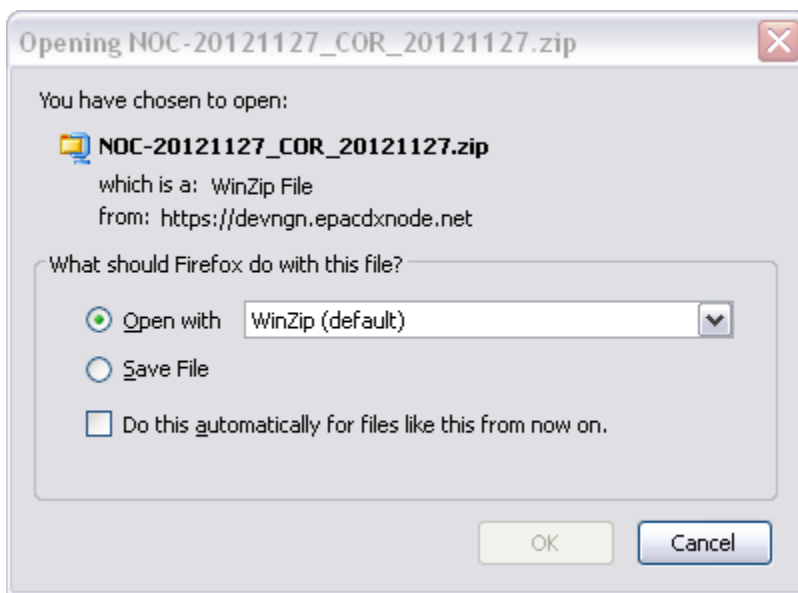 Opening NOC-20121127_COR_20121127.zip
You have chosen to open:
NOC-20121127_COR_20121127.zip
which is a: WinZip File
from: https://devngn.epacdxnode.net
What should Firefox do with this file?
Open with WinZip (default)
Save File
Do this automatically for files like this from now on.
OK Cancel